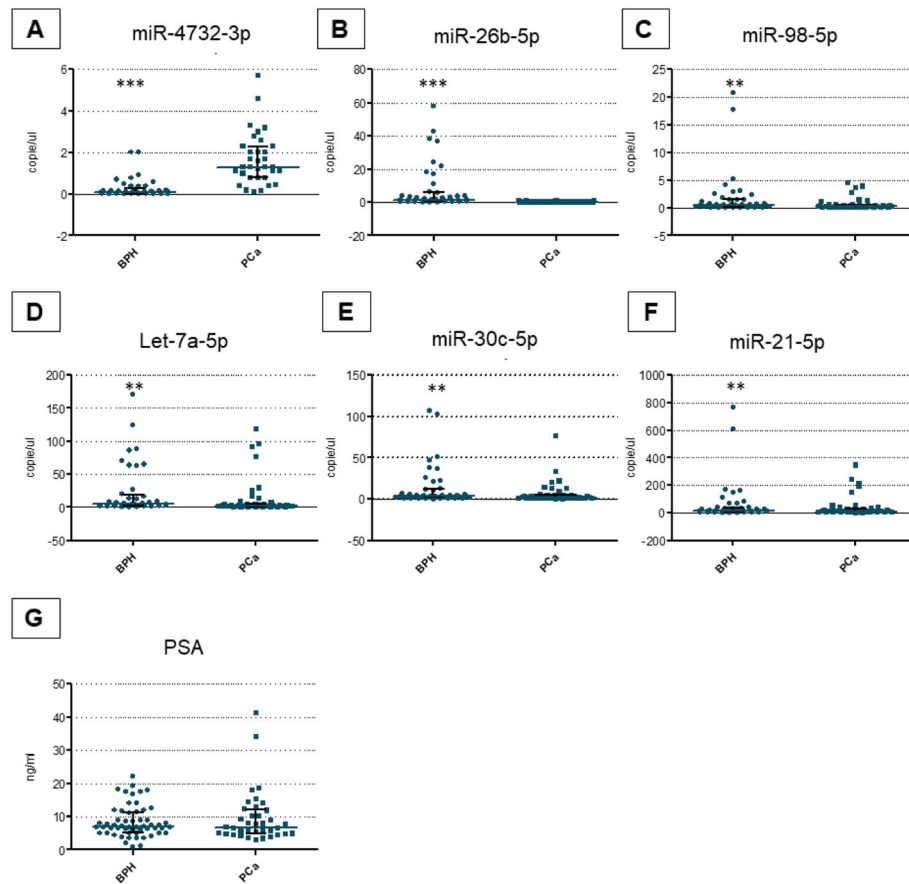 A
miR-4732-3p
***
6
4
2
0
-2
copie/ul
BPH
PCa
B
miR-26b-5p
***
80
60
40
20
0
-20
copie/ul
BPH
PCa
C
miR-98-5p
**
25
20
15
10
5
0
-5
copie/ul
BPH
PCa
D
Let-7a-5p
**
200
150
100
50
0
-50
copie/ul
BPH
PCa
E
miR-30c-5p
**
150
100
50
0
-50
copie/ul
BPH
PCa
F
miR-21-5p
**
1000
800
600
400
200
0
-200
copie/ul
BPH
PCa
G
PSA
50
40
30
20
10
0
ng/ml
BPH
PCa